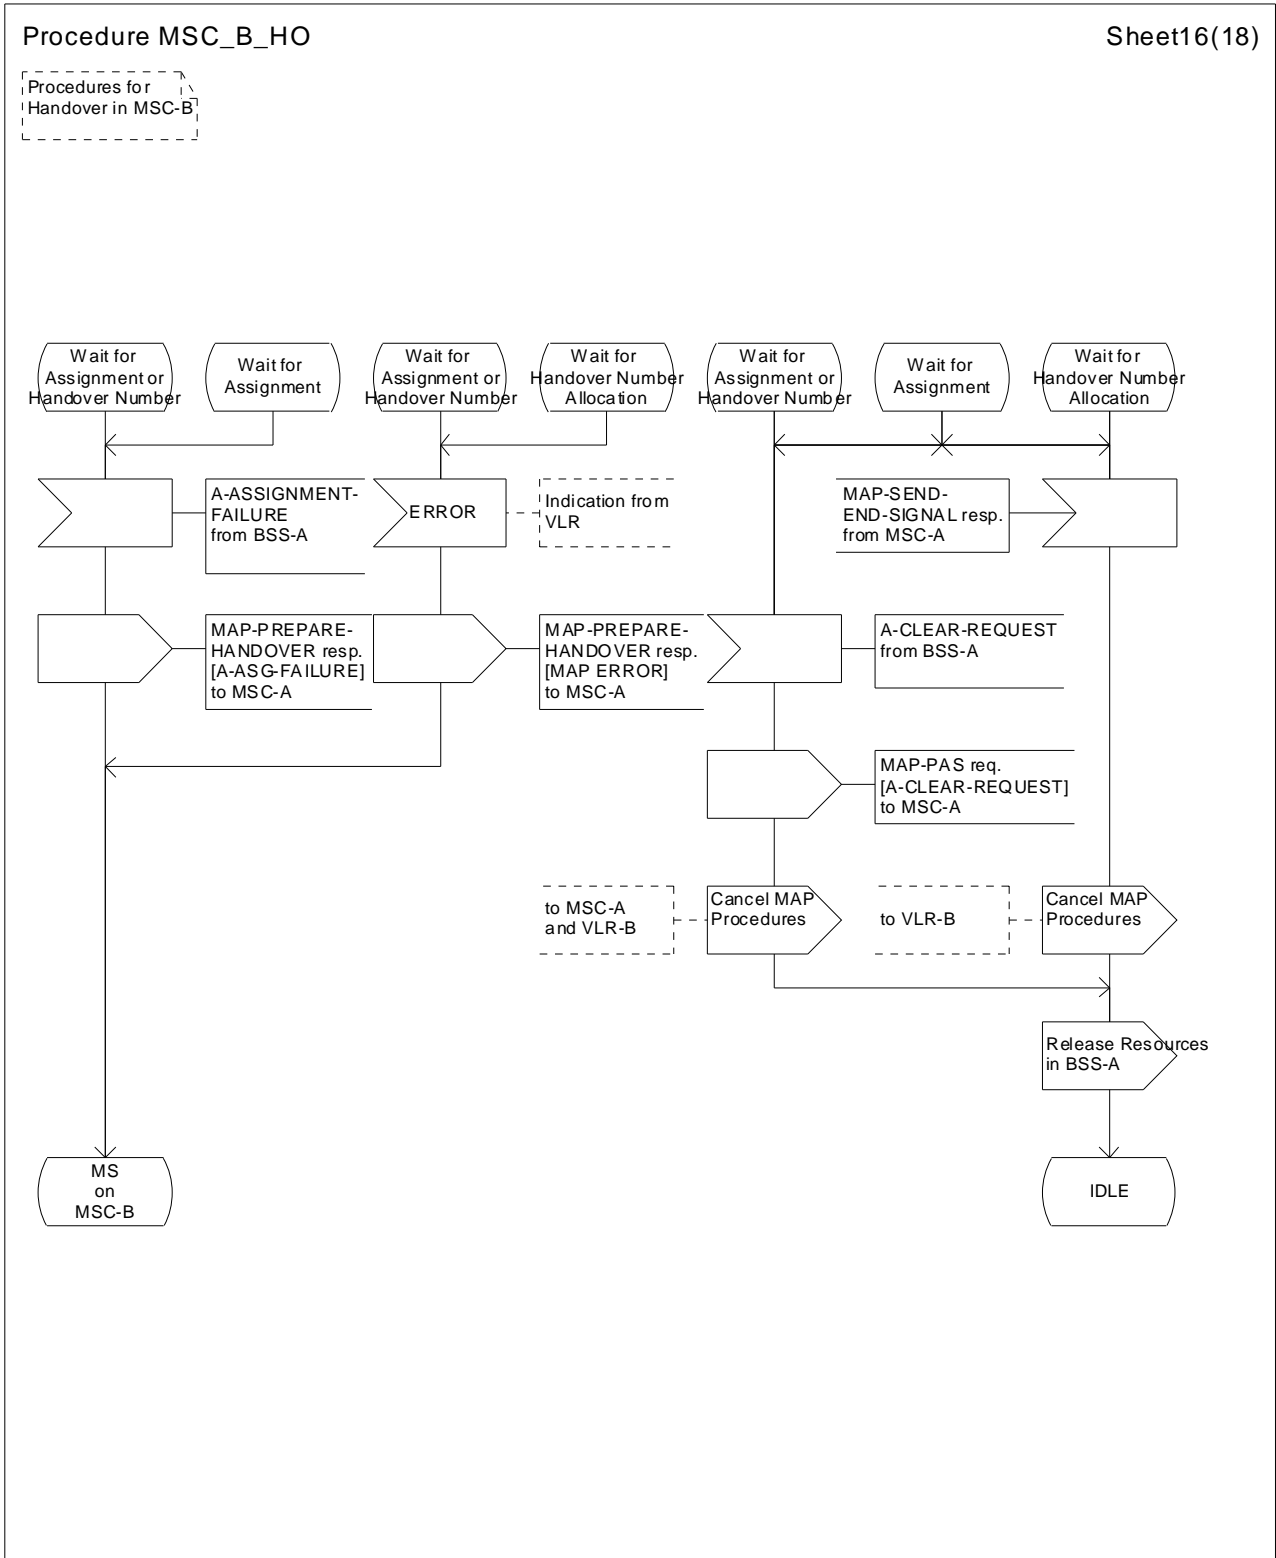 Procedure MSC_B_HO
Sheet16(18)
Procedures for
Handover in MSC-B
Wait for
Assignment or
Handover Number
Wait for
Assignment
Wait for
Assignment or
Handover Number
Wait for
Handover Number
Allocation
Wait for
Assignment or
Handover Number
Wait for
Assignment
Wait for
Handover Number
Allocation
A-ASSIGNMENT-
FAILURE
from BSS-A
ERROR
Indication from
VLR
MAP-SEND-
END-SIGNAL resp.
from MSC-A
MAP-PREPARE-
HANDOVER resp.
[A-ASG-FAILURE]
to MSC-A
MAP-PREPARE-
HANDOVER resp.
[MAP ERROR]
to MSC-A
A-CLEAR-REQUEST
from BSS-A
MAP-PAS req.
[A-CLEAR-REQUEST]
to MSC-A
to MSC-A
and VLR-B
Cancel MAP
Procedures
to VLR-B
Cancel MAP
Procedures
Release Resources
in BSS-A
MS
on
MSC-B
IDLE